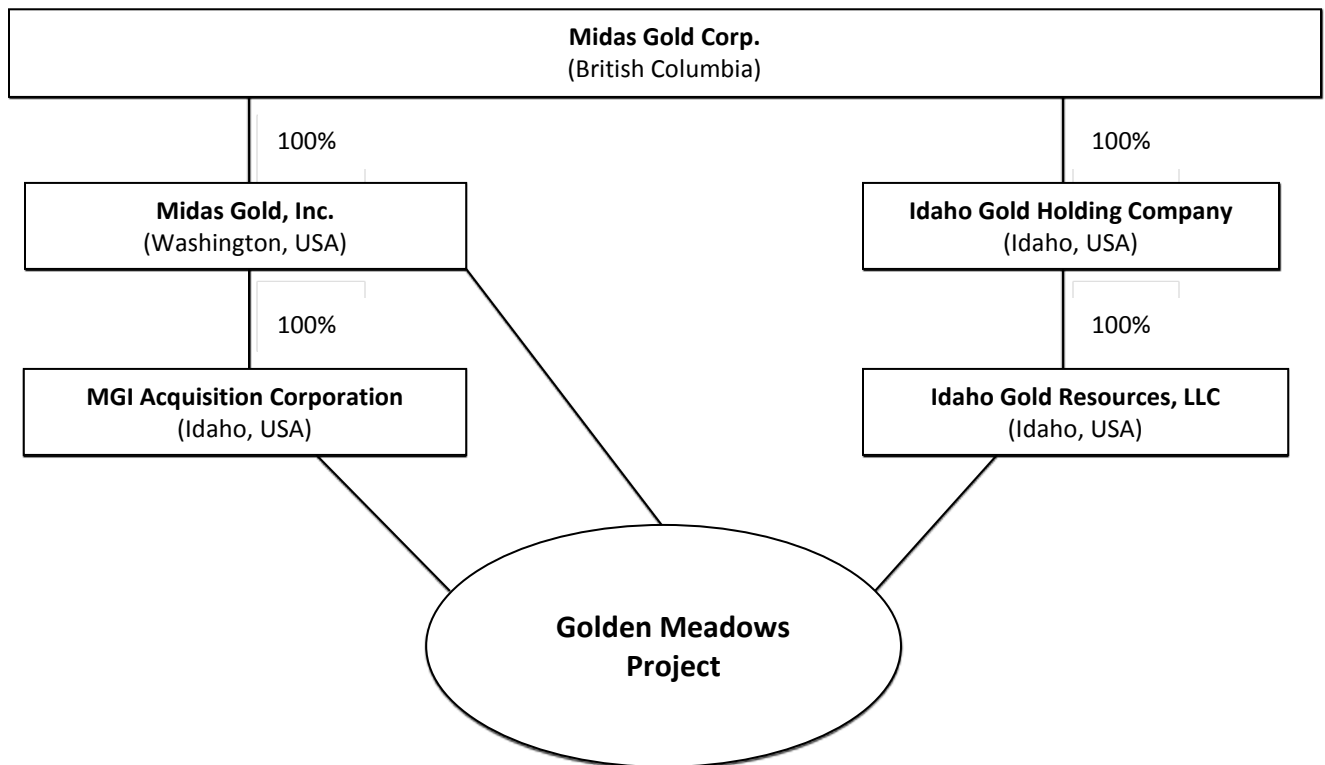 Midas Gold Corp.
(British Columbia)
100%
100%
Midas Gold, Inc.
(Washington, USA)
Idaho Gold Holding Company
(Idaho, USA)
100%
100%
MGI Acquisition Corporation
(Idaho, USA)
Idaho Gold Resources, LLC
(Idaho, USA)
Golden Meadows
Project